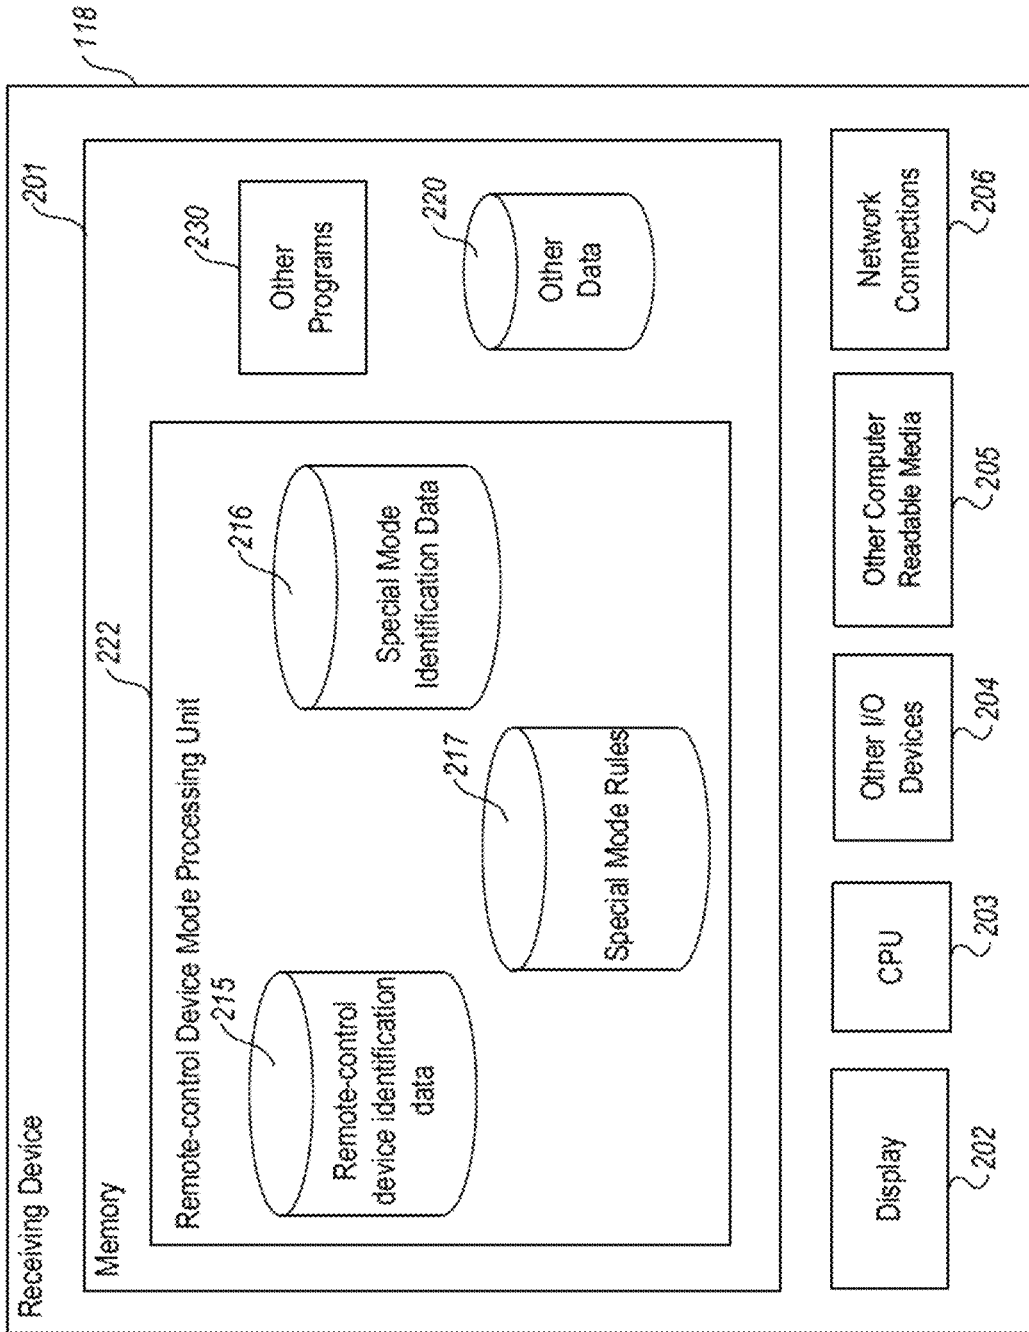 Receiving Device
118
Memory
201
Remote-control Device Mode Processing Unit
222
Remote-control
device identification
data
215
Special Mode
Identification Data
216
Special Mode Rules
217
Other
Programs
230
Other
Data
220
Display
202
CPU
203
Other I/O
Devices
204
Other Computer
Readable Media
205
Network
Connections
206